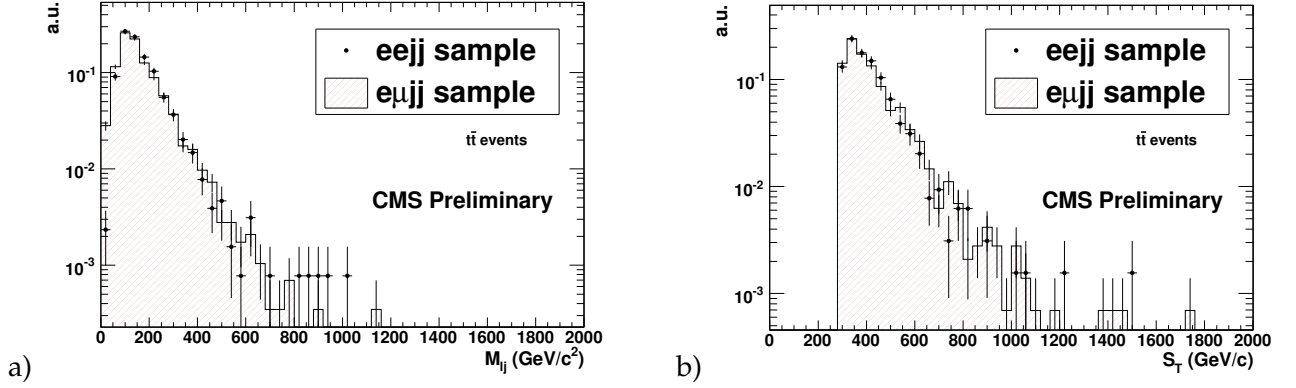 a.u.
10⁻¹
10⁻²
10⁻³
eejj sample
eμjj sample
tt̄ events
CMS Preliminary
0 200 400 600 800 1000 1200 1400 1600 1800 2000
M_lj (GeV/c²)
a)
a.u.
10⁻¹
10⁻²
10⁻³
eejj sample
eμjj sample
tt̄ events
CMS Preliminary
200 400 600 800 1000 1200 1400 1600 1800 2000
S_T (GeV/c)
b)